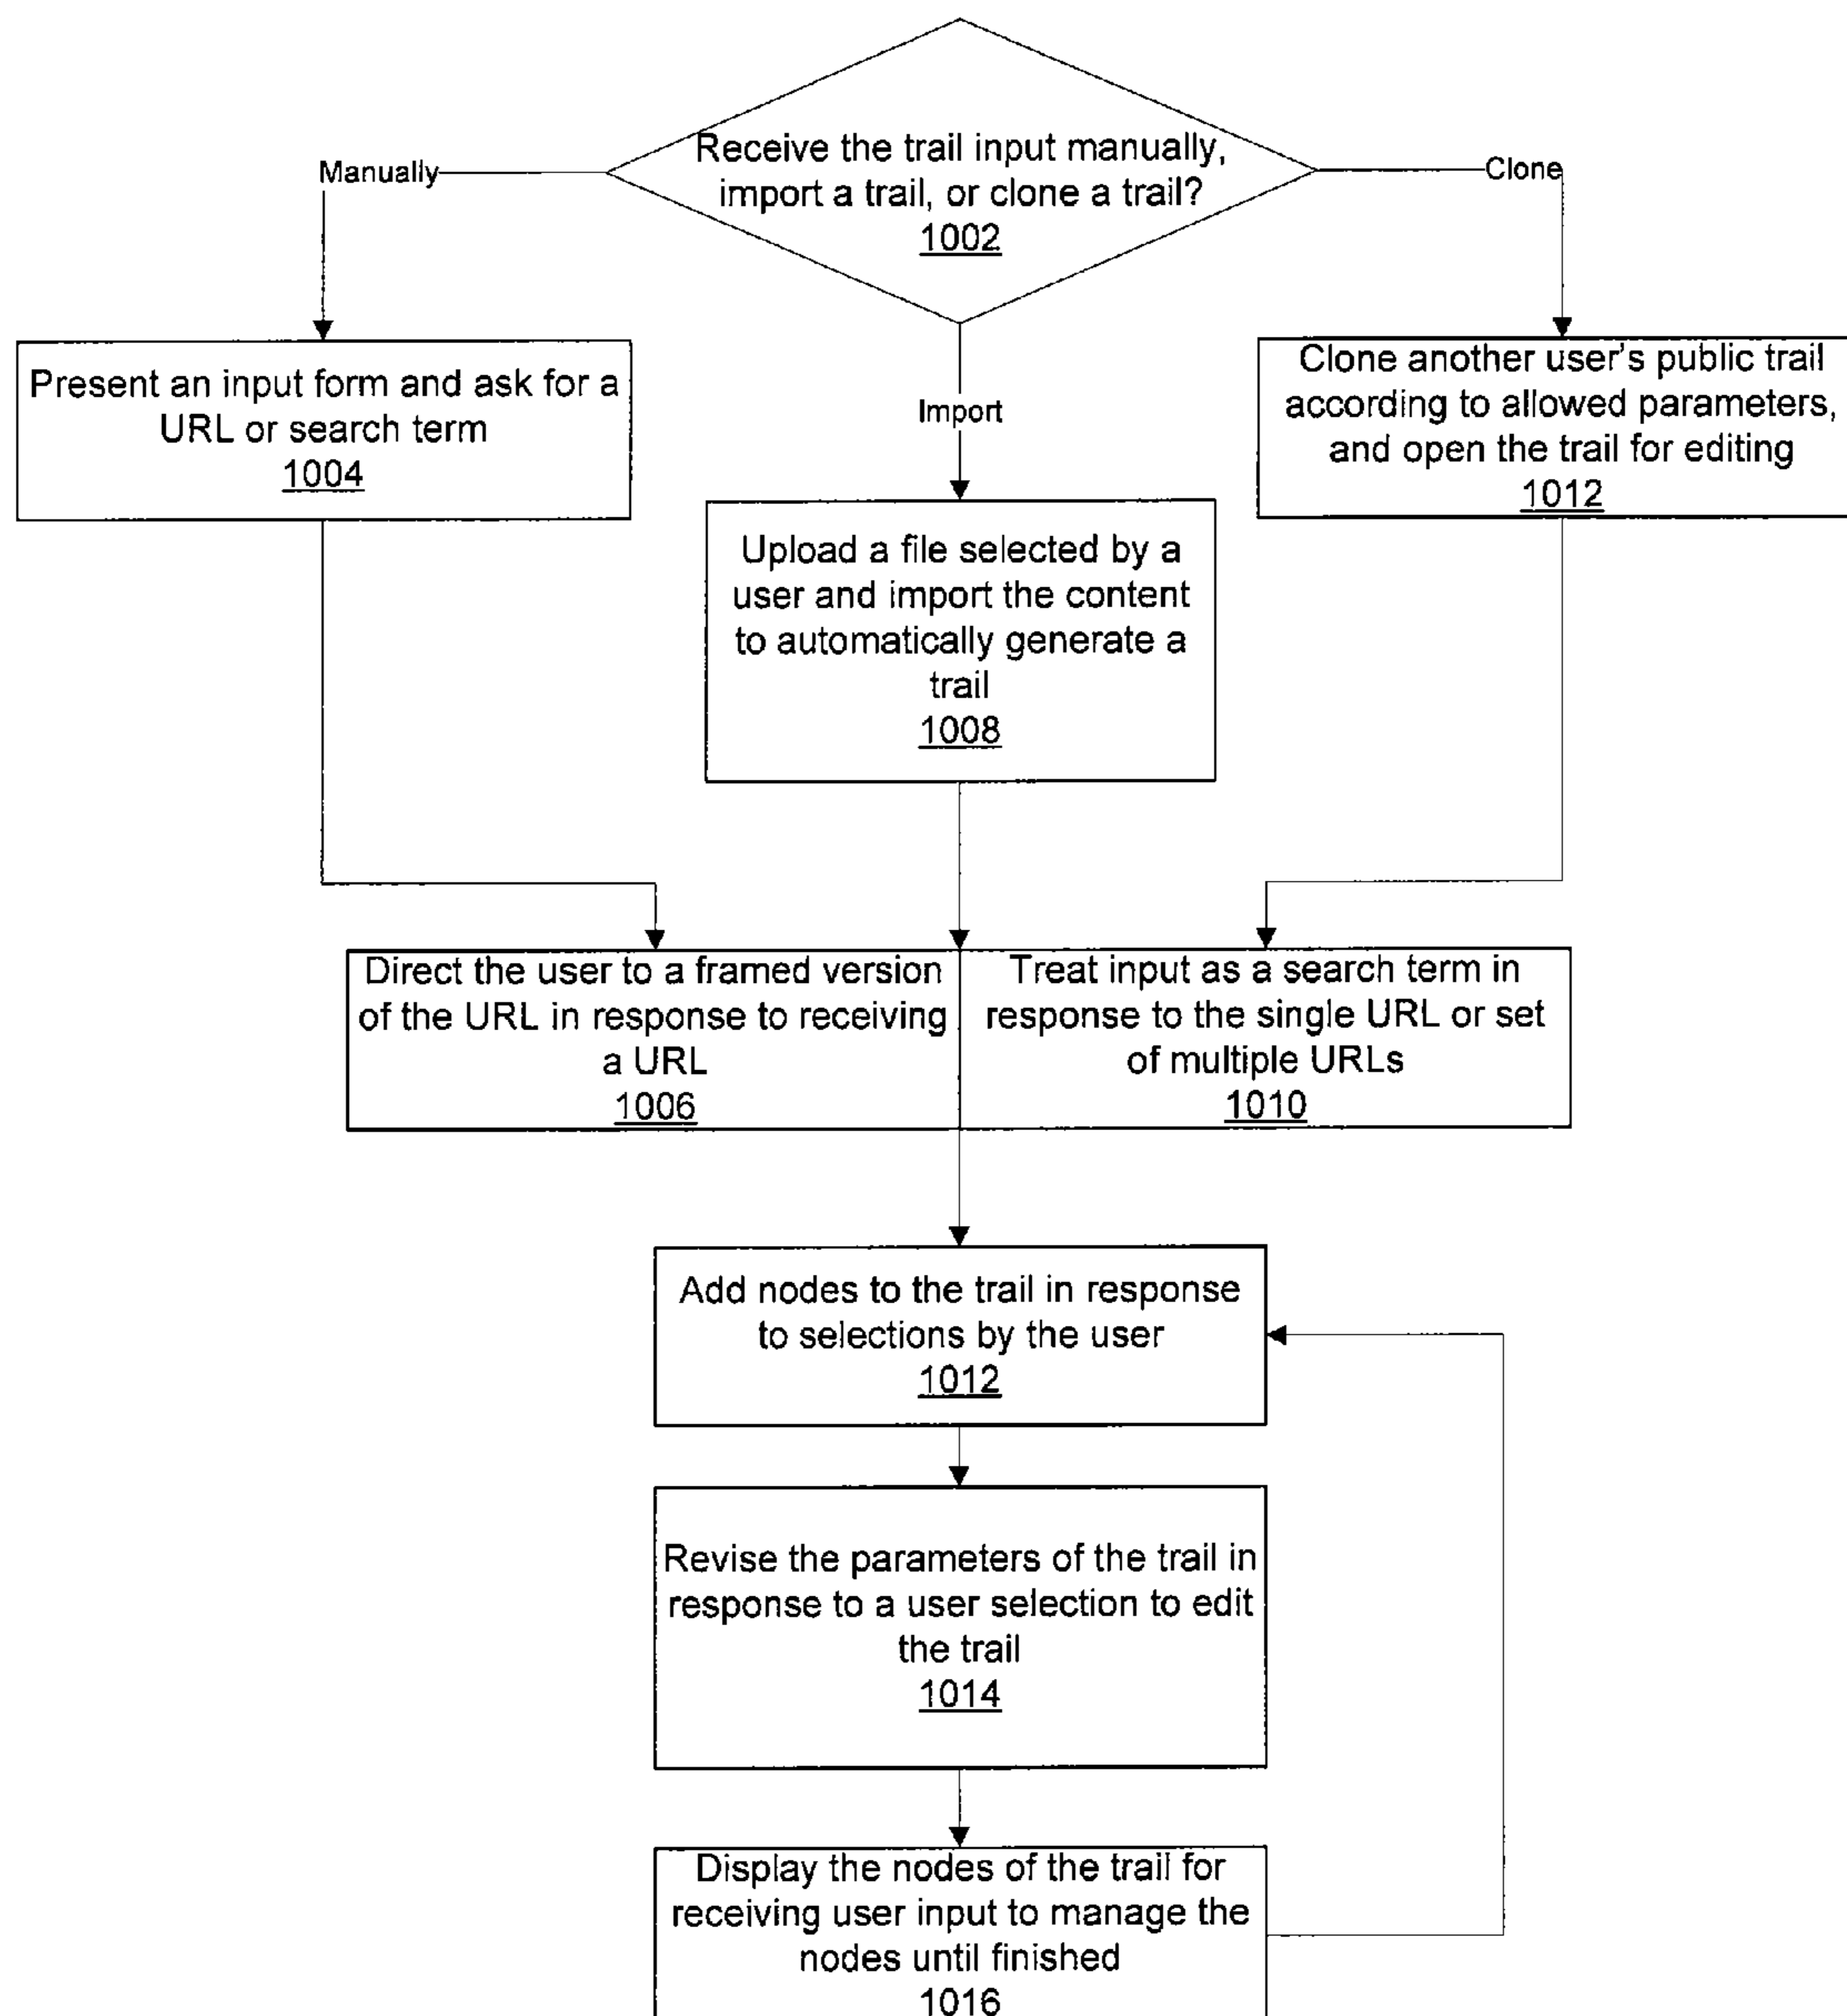 Receive the trail input manually,
import a trail, or clone a trail?
1002
Manually
Clone
Import
Present an input form and ask for a
URL or search term
1004
Upload a file selected by a
user and import the content
to automatically generate a
trail
1008
Clone another user's public trail
according to allowed parameters,
and open the trail for editing
1012
Direct the user to a framed version
of the URL in response to receiving
a URL
1006
Treat input as a search term in
response to the single URL or set
of multiple URLs
1010
Add nodes to the trail in response
to selections by the user
1012
Revise the parameters of the trail in
response to a user selection to edit
the trail
1014
Display the nodes of the trail for
receiving user input to manage the
nodes until finished
1016